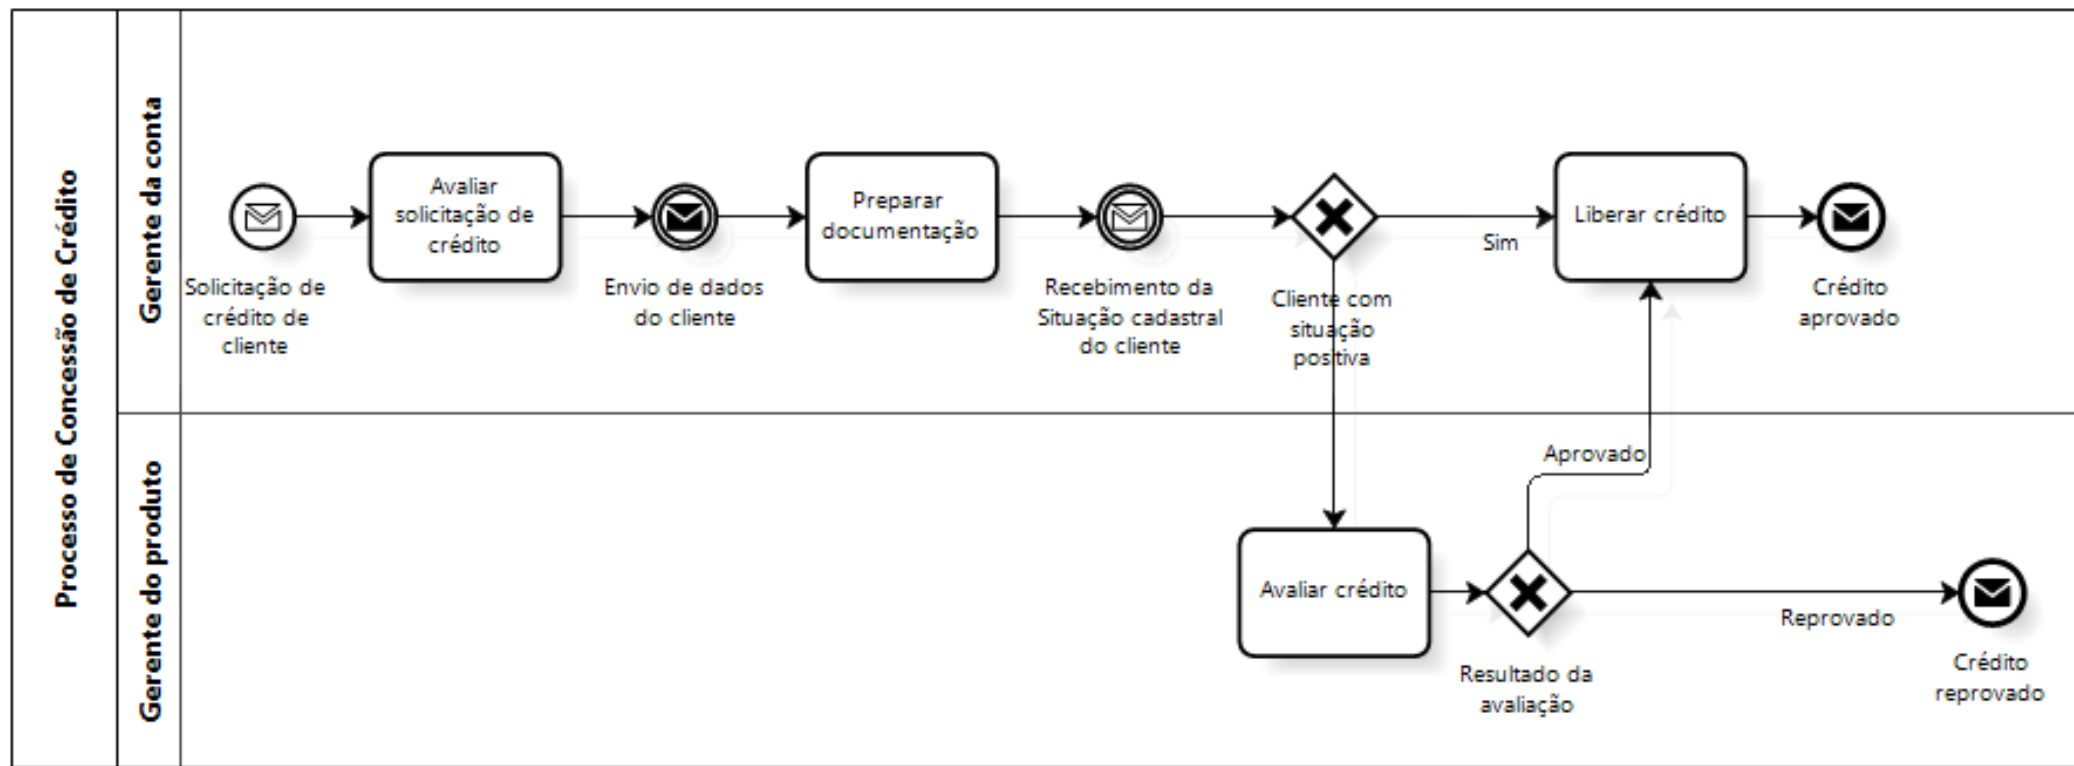 Processo de Concessão de Crédito
Gerente da conta
Solicitação de
crédito de
cliente
Avaliar
solicitação de
crédito
Envio de dados
do cliente
Preparar
documentação
Recebimento da
Situação cadastral
do cliente
Cliente com
situação
positiva
Sim
Liberar crédito
Crédito
aprovado
Gerente do produto
Avaliar crédito
Aprovado
Resultado da
avaliação
Reprovado
Crédito
reprovado